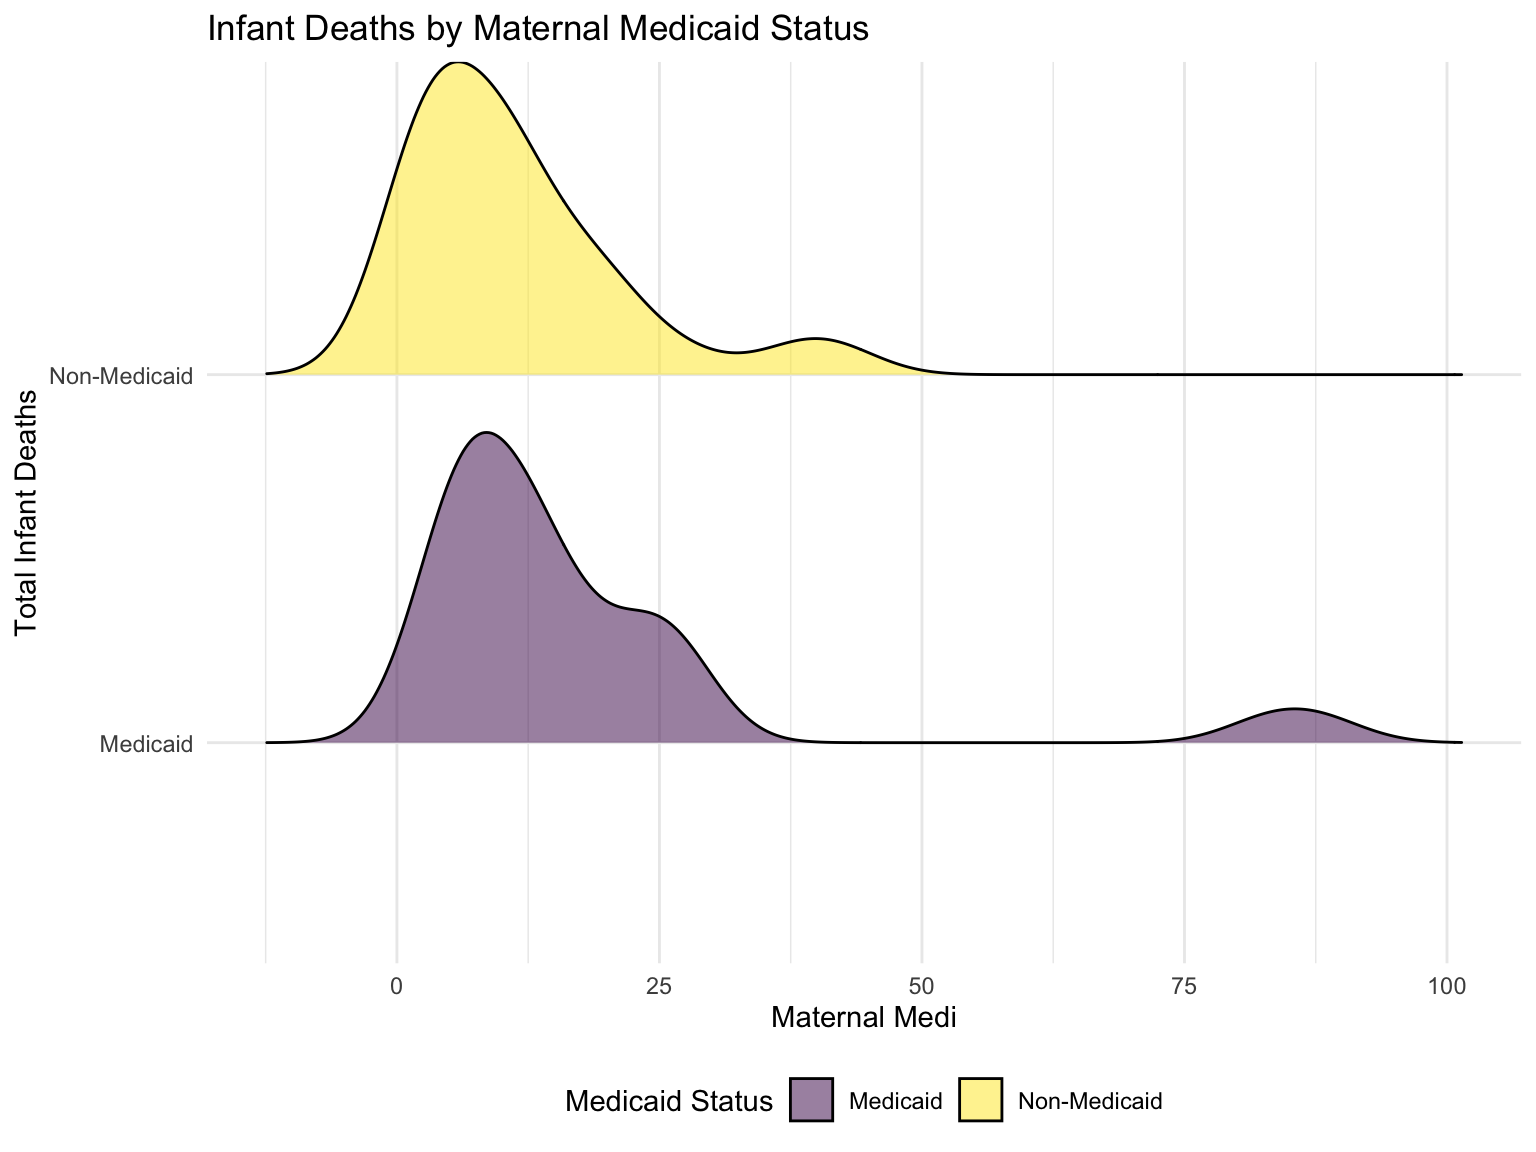 Infant Deaths by Maternal Medicaid Status
Total Infant Deaths
Non-Medicaid
Medicaid
0 25 50 75 100
Maternal Medi
Medicaid Status Medicaid Non-Medicaid